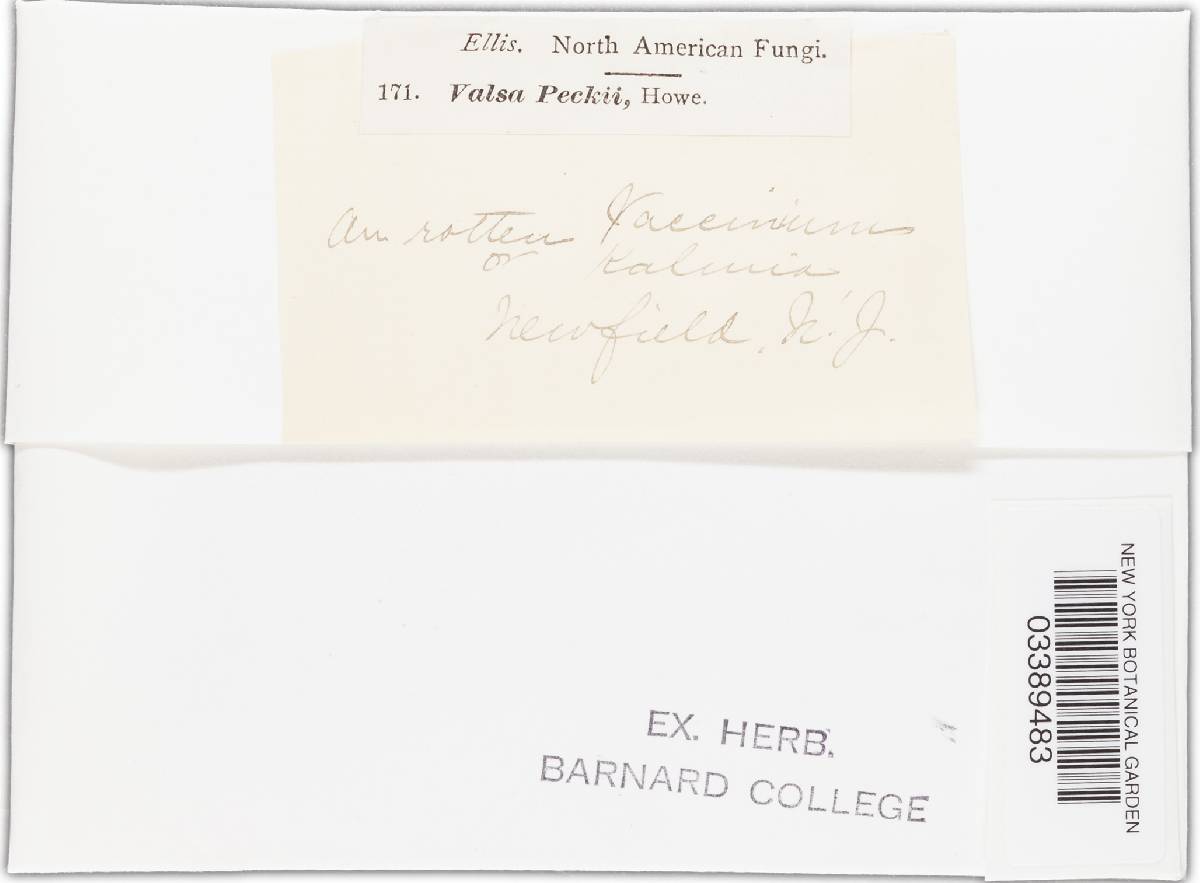 Ellis. North American Fungi.
171. Valsa Peckii, Howe.
On rotten Vaccinium
or Kalmia
Newfield, N.J.
EX. HERB.
BARNARD COLLEGE
NEW YORK BOTANICAL GARDEN
03389483